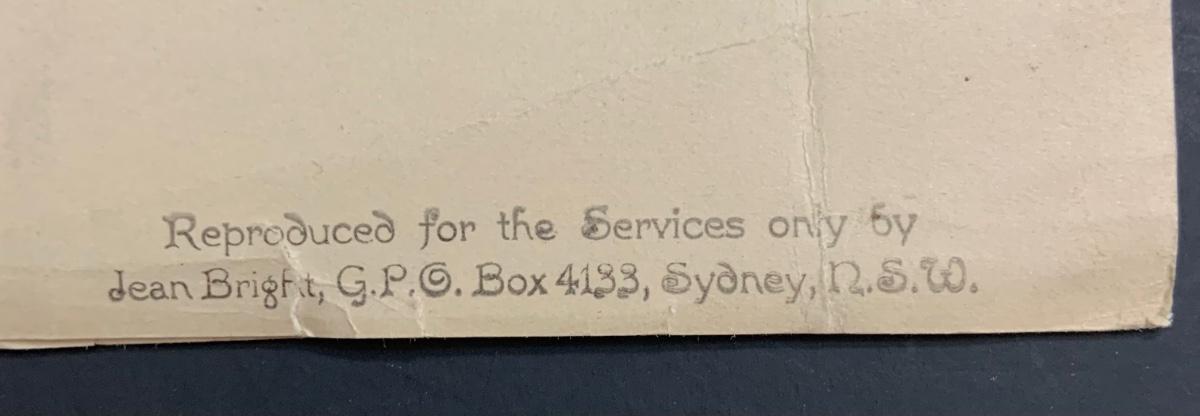 Reproduced for the Services only by
Jean Bright, G.P.O. Box 4133, Sydney, N.S.W.